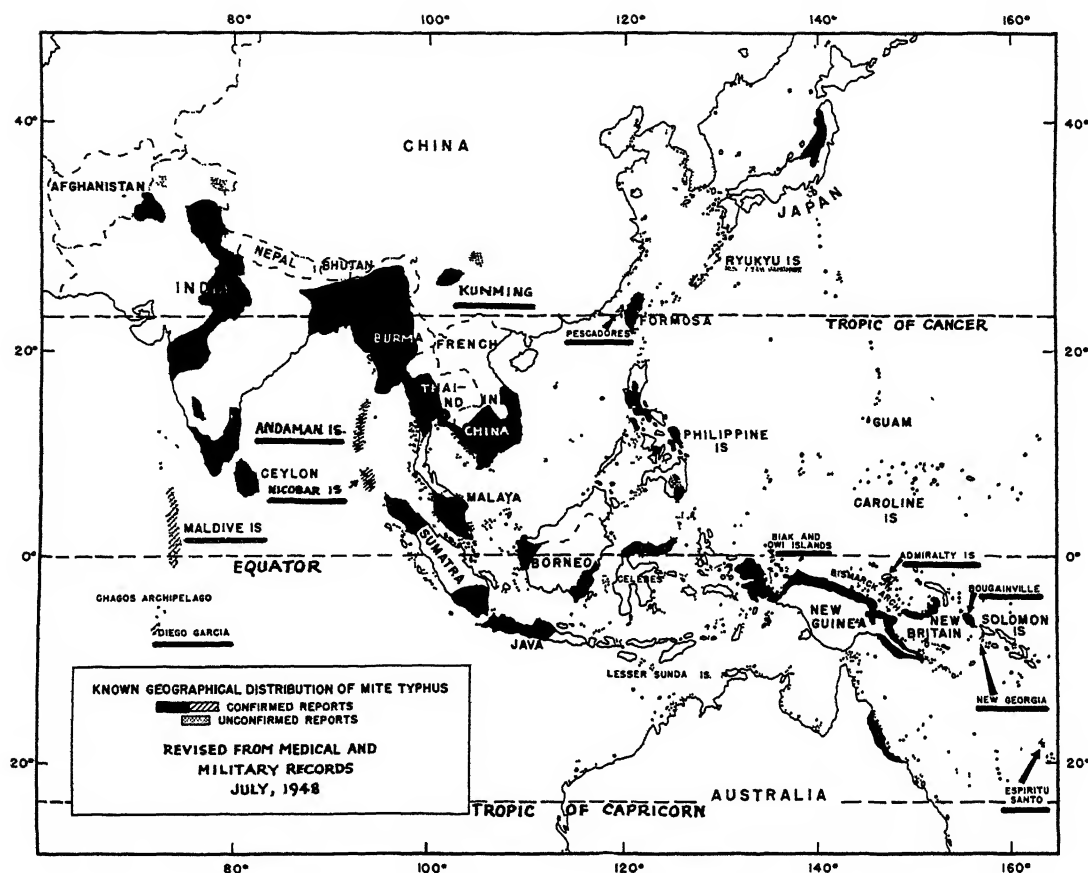 80° 100° 120° 140° 160°
40° 40°
CHINA
AFGHANISTAN
JAPAN
NEPAL
BHUTAN
RYUKYU IS
INDIA
KUNMING
FORMOSA
PESCADORES
TROPIC OF CANCER
BURMA
FRENCH
20° 20°
THAI-
ND
IN
CHINA
GUAM
ANDAMAN IS
PHILIPPINE
IS
CEYLON
NICOBAR IS
MALAYA
CAROLINE
IS
MALDIVE IS
SUMATRA
BIAK AND
OWI ISLANDS
ADMIRALTY IS
0° 0°
EQUATOR
BORNEO
CELEBES
BISMARCK ARCH
BOUGAINVILLE
CHAGOS ARCHIPELAGO
NEW
GUINEA
NEW
BRITAIN
SOLOMON
IS
DIEGO GARCIA
JAVA
LESSER SUNDA IS.
NEW GEORGIA
KNOWN GEOGRAPHICAL DISTRIBUTION OF MITE TYPHUS
CONFIRMED REPORTS
UNCONFIRMED REPORTS
REVISED FROM MEDICAL AND
MILITARY RECORDS
JULY, 1948
20° 20°
ESPIRITU
SANTO
AUSTRALIA
TROPIC OF CAPRICORN
80° 100° 120° 140° 160°